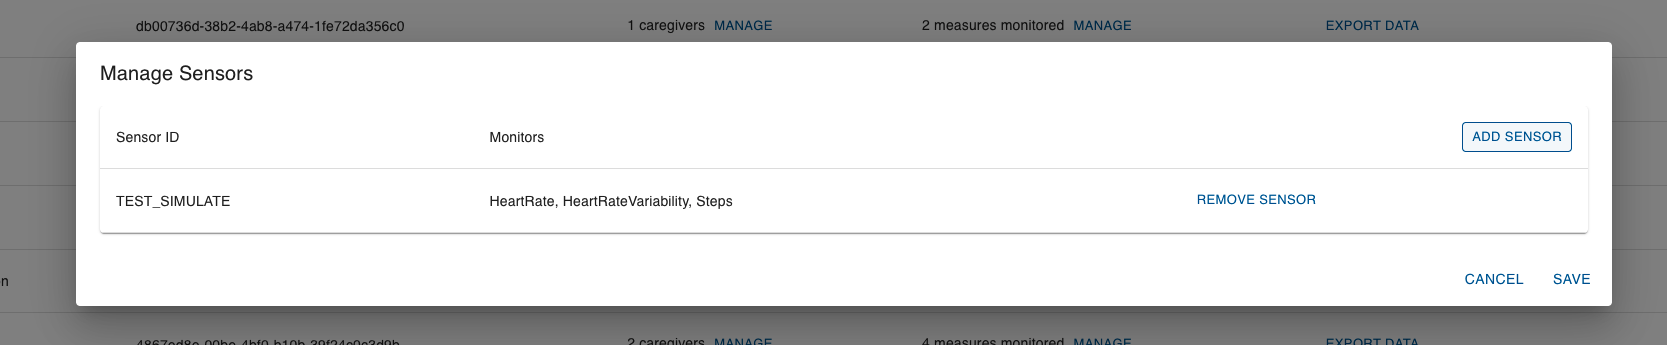 db00736d-38b2-4ab8-a474-1fe72da356c0 1 caregivers MANAGE 2 measures monitored MANAGE EXPORT DATA
Manage Sensors
Sensor ID Monitors ADD SENSOR
TEST_SIMULATE HeartRate, HeartRateVariability, Steps REMOVE SENSOR
n
CANCEL SAVE
2 caregivers MANAGE 4 measures monitored MANAGE EXPORT DATA